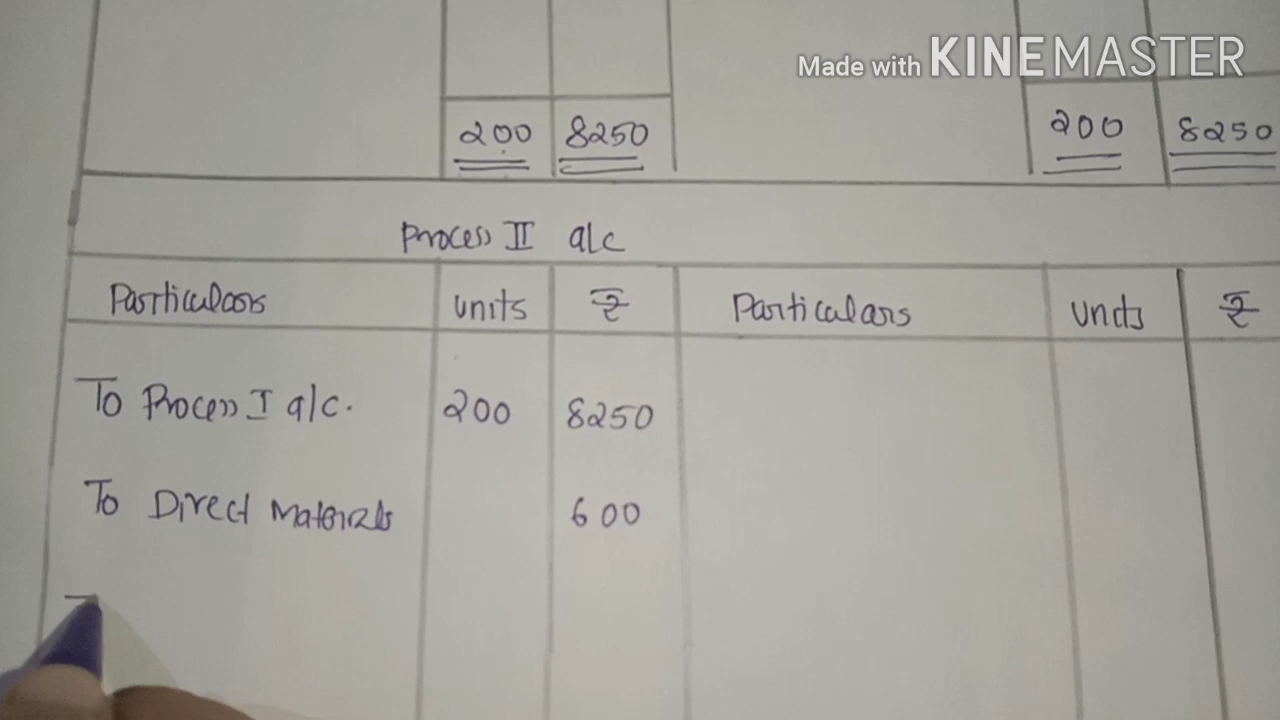 Made with KINEMASTER
200 8250 200 8250
Process II a/c
Particulars units ₹ Particulars units ₹
To Process I a/c. 200 8250
To Direct Materials 600